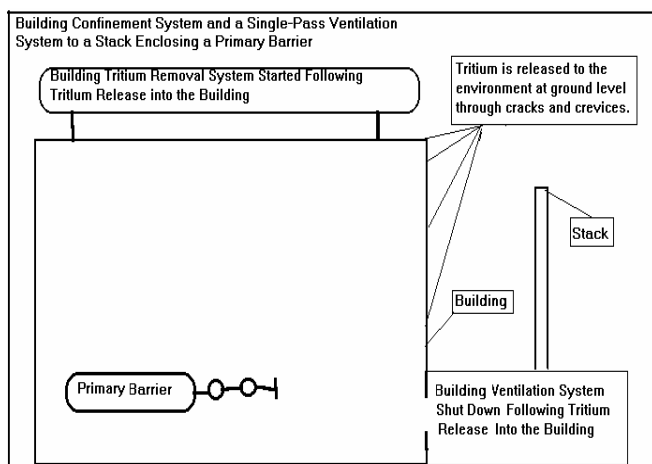 Building Confinement System and a Single-Pass Ventilation
System to a Stack Enclosing a Primary Barrier
Building Tritium Removal System Started Following
Tritium Release into the Building
Tritium is released to the
environment at ground level
through cracks and crevices.
Stack
Building
Primary Barrier
Building Ventilation System
Shut Down Following Tritium
Release Into the Building